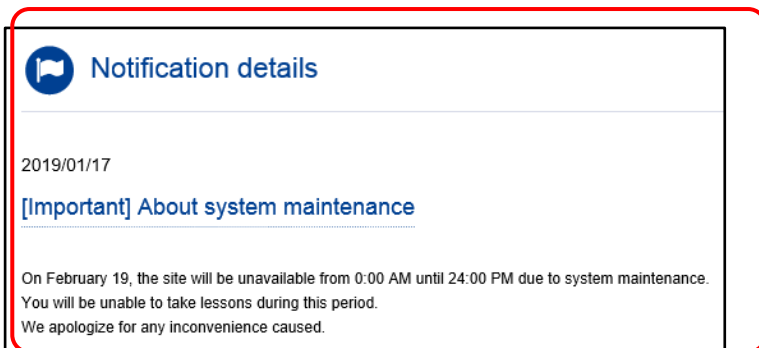 Notification details
2019/01/17
[Important] About system maintenance
On February 19, the site will be unavailable from 0:00 AM until 24:00 PM due to system maintenance.
You will be unable to take lessons during this period.
We apologize for any inconvenience caused.